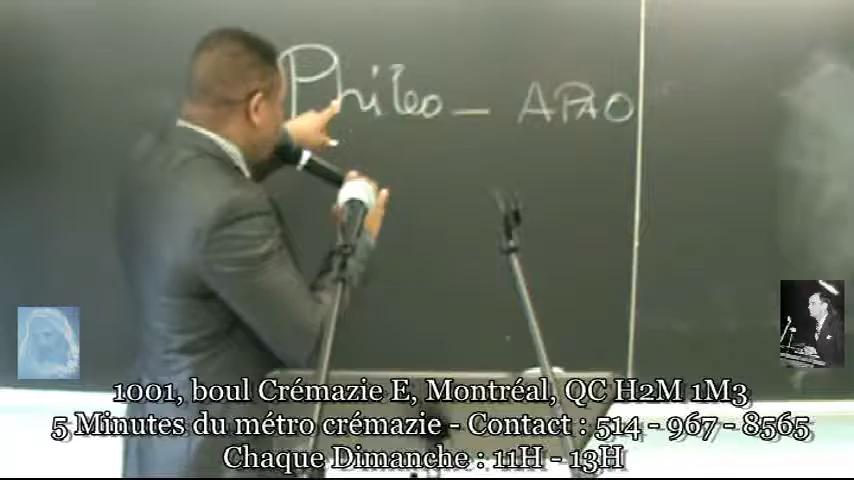 Phileo - APAO
1001, boul Crémazie E, Montréal, QC H2M 1M3
5 Minutes du métro crémazie - Contact : 514 - 967 - 8565
Chaque Dimanche : 11H - 13H